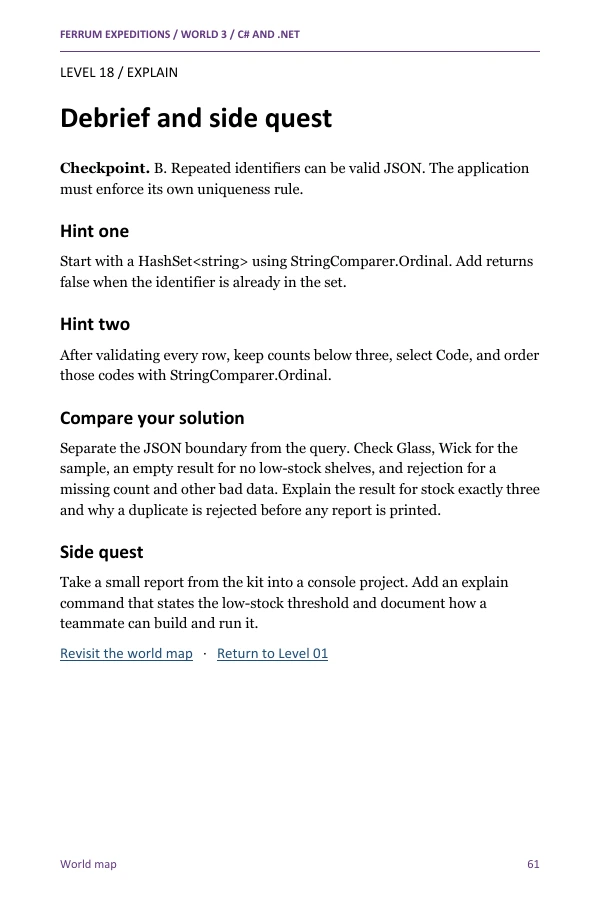 FERRUM EXPEDITIONS / WORLD 3 / C# AND .NET
LEVEL 18 / EXPLAIN
Debrief and side quest
Checkpoint. B. Repeated identifiers can be valid JSON. The application
must enforce its own uniqueness rule.
Hint one
Start with a HashSet<string> using StringComparer.Ordinal. Add returns
false when the identifier is already in the set.
Hint two
After validating every row, keep counts below three, select Code, and order
those codes with StringComparer.Ordinal.
Compare your solution
Separate the JSON boundary from the query. Check Glass, Wick for the
sample, an empty result for no low-stock shelves, and rejection for a
missing count and other bad data. Explain the result for stock exactly three
and why a duplicate is rejected before any report is printed.
Side quest
Take a small report from the kit into a console project. Add an explain
command that states the low-stock threshold and document how a
teammate can build and run it.
Revisit the world map · Return to Level 01
World map 61